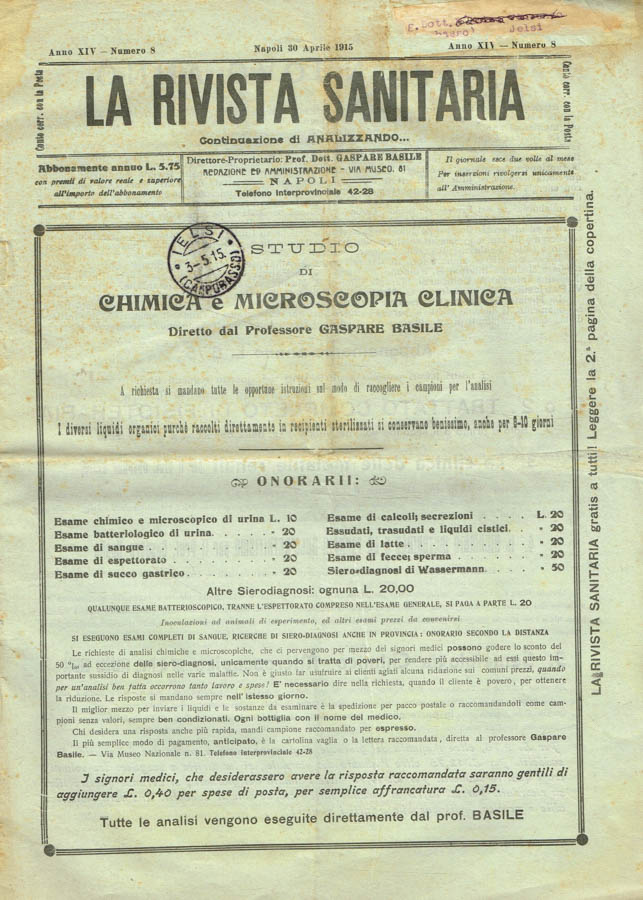 E. Dott.
Jelsi
Anno XIV — Numero 8
Napoli 30 Aprile 1915
Anno XIV — Numero 8
Conto corr. con la Posta
LA RIVISTA SANITARIA
Conto corr. con la Posta
Continuazione di ANALIZZANDO...
Abbonamente annuo L. 5.75
con premii di valore reale e superiore
all'importo dell'abbonamento
Direttore-Proprietario: Prof. Dott. GASPARE BASILE
REDAZIONE ED AMMINISTRAZIONE - VIA MUSEO, 81
NAPOLI
Telefono Interprovinciale 42-28
Il giornale esce due volte al mese
Per inserzioni rivolgersi unicamente
all'Amministrazione.
IELSI
3-5.15.
(CAMPOBASSO)
STUDIO
DI
CHIMICA e MICROSCOPIA CLINICA
Diretto dal Professore GASPARE BASILE
A richiesta si mandano tutte le opportune istruzioni sul modo di raccogliere i campioni per l'analisi
I diversi liquidi organici purchè raccolti direttamente in recipienti sterilizzati si conservano benissimo, anche per 8-10 giorni
ONORARII:
Esame chimico e microscopico di urina L. 10
Esame batteriologico di urina. . . . . » 20
Esame di sangue . . . . . . . . . . » 20
Esame di espettorato . . . . . . . . » 20
Esame di succo gastrico . . . . . . . » 20
Esame di calcoli; secrezioni . . . . . L. 20
Essudati, trasudati e liquidi cistici. . . » 20
Esame di latte. . . . . . . . . . . » 20
Esame di fecce; sperma . . . . . . . » 20
Siero-diagnosi di Wassermann. . . . . » 50
Altre Sierodiagnosi: ognuna L. 20,00
QUALUNQUE ESAME BATTERIOSCOPICO, TRANNE L'ESPETTORATO COMPRESO NELL'ESAME GENERALE, SI PAGA A PARTE L. 20
Inoculazioni ad animali di esperimento, ed altri esami prezzi da convenirsi
SI ESEGUONO ESAMI COMPLETI DI SANGUE, RICERCHE DI SIERO-DIAGNOSI ANCHE IN PROVINCIA: ONORARIO SECONDO LA DISTANZA
Le richieste di analisi chimiche e microscopiche, che ci pervengono per mezzo dei signori medici possono godere lo sconto del
50 %, ad eccezione delle siero-diagnosi, unicamente quando si tratta di poveri, per rendere più accessibile ad essi questo im-
portante sussidio di diagnosi nelle varie malattie. Non è giusto far usufruire ai clienti agiati alcuna riduzione sui comuni prezzi, quando
per un'analisi ben fatta occorrono tanto lavoro e spese! E' necessario dire nella richiesta, quando il cliente è povero, per ottenere
la riduzione. Le risposte si mandano sempre nell'istesso giorno.
Il miglior mezzo per inviare i liquidi e le sostanze da esaminare è la spedizione per pacco postale o raccomandandoli come cam-
pioni senza valori, sempre ben condizionati. Ogni bottiglia con il nome del medico.
Chi desidera una risposta anche più rapida, mandi campione raccomandato per espresso.
Il più semplice modo di pagamento, anticipato, è la cartolina vaglia o la lettera raccomandata, diretta al professore Gaspare
Basile. — Via Museo Nazionale n. 81. Telefono interprovinciale 42-28
I signori medici, che desiderassero avere la risposta raccomandata saranno gentili di
aggiungere £. 0,40 per spese di posta, per semplice affrancatura £. 0,15.
Tutte le analisi vengono eseguite direttamente dal prof. BASILE
LA RIVISTA SANITARIA gratis a tutti! Leggere la 2.ª pagina della copertina.